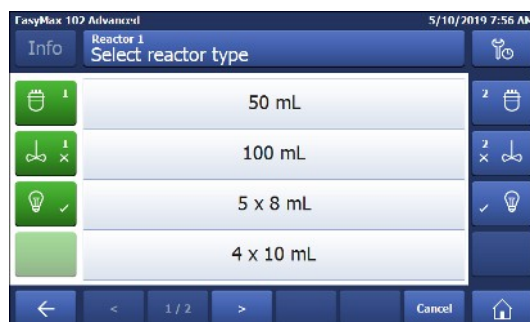 EasyMax 102 Advanced 5/10/2019 7:56 AM
Info
Reactor 1
Select reactor type
1 50 mL 2
1 100 mL 2
5 x 8 mL
4 x 10 mL
< 1 / 2 > Cancel